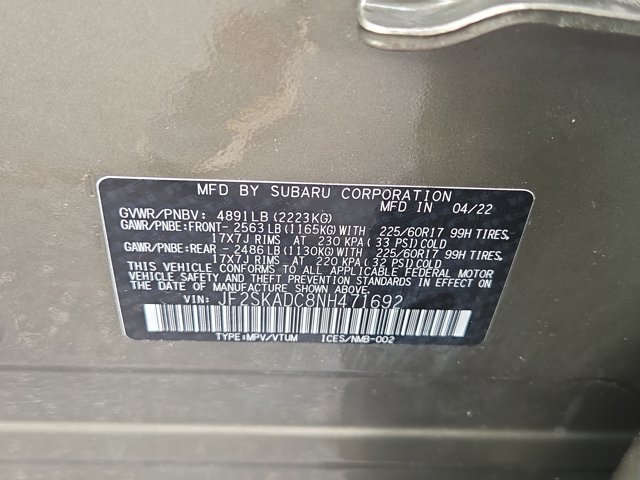 MFD BY SUBARU CORPORATION
MFD IN 04/22
GVWR/PNBV: 4891LB(2223KG)
GAWR/PNBE:FRONT- 2563LB(1165KG)WITH 225/60R17 99H TIRES,
17X7J RIMS AT 230 KPA( 33 PSI)COLD
GAWR/PNBE:REAR - 2486LB(1130KG)WITH 225/60R17 99H TIRES,
17X7J RIMS AT 220 KPA( 32 PSI)COLD
THIS VEHICLE CONFORMS TO ALL APPLICABLE FEDERAL MOTOR
VEHICLE SAFETY AND THEFT PREVENTION STANDARDS IN EFFECT ON
THE DATE OF MANUFACTURE SHOWN ABOVE.
VIN: JF2SKADC8NH471692
TYPE:MPV/VTUM ICES/NMB-002